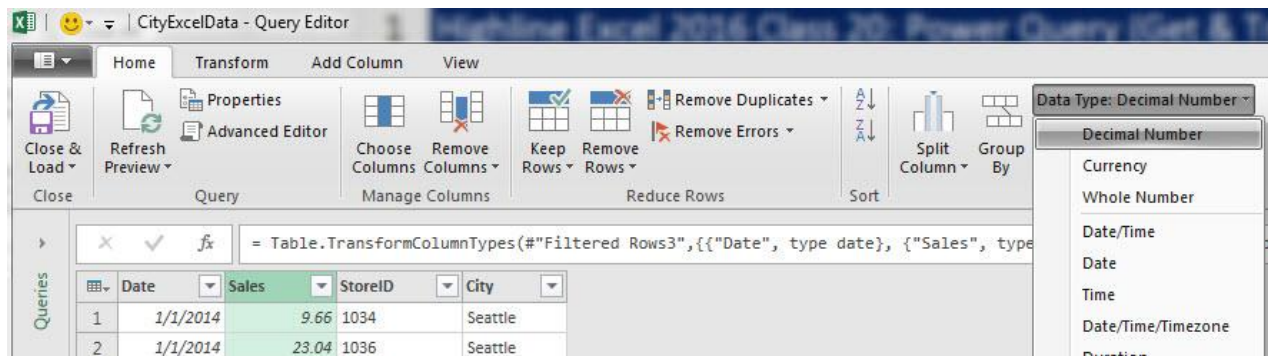 CityExcelData - Query Editor
1 Highline Excel 2016 Class 20: Power Query (Get & T
Home Transform Add Column View
Close & Load
Refresh Preview
Properties
Advanced Editor
Choose Columns
Remove Columns
Keep Rows
Remove Rows
Remove Duplicates
Remove Errors
A Z
Z A
Split Column
Group By
Data Type: Decimal Number
Close Query Manage Columns Reduce Rows Sort
Decimal Number
Currency
Whole Number
Date/Time
Date
Time
Date/Time/Timezone
Duration
fx = Table.TransformColumnTypes(#"Filtered Rows3",{{"Date", type date}, {"Sales", type
Queries
Date Sales StoreID City
1 1/1/2014 9.66 1034 Seattle
2 1/1/2014 23.04 1036 Seattle